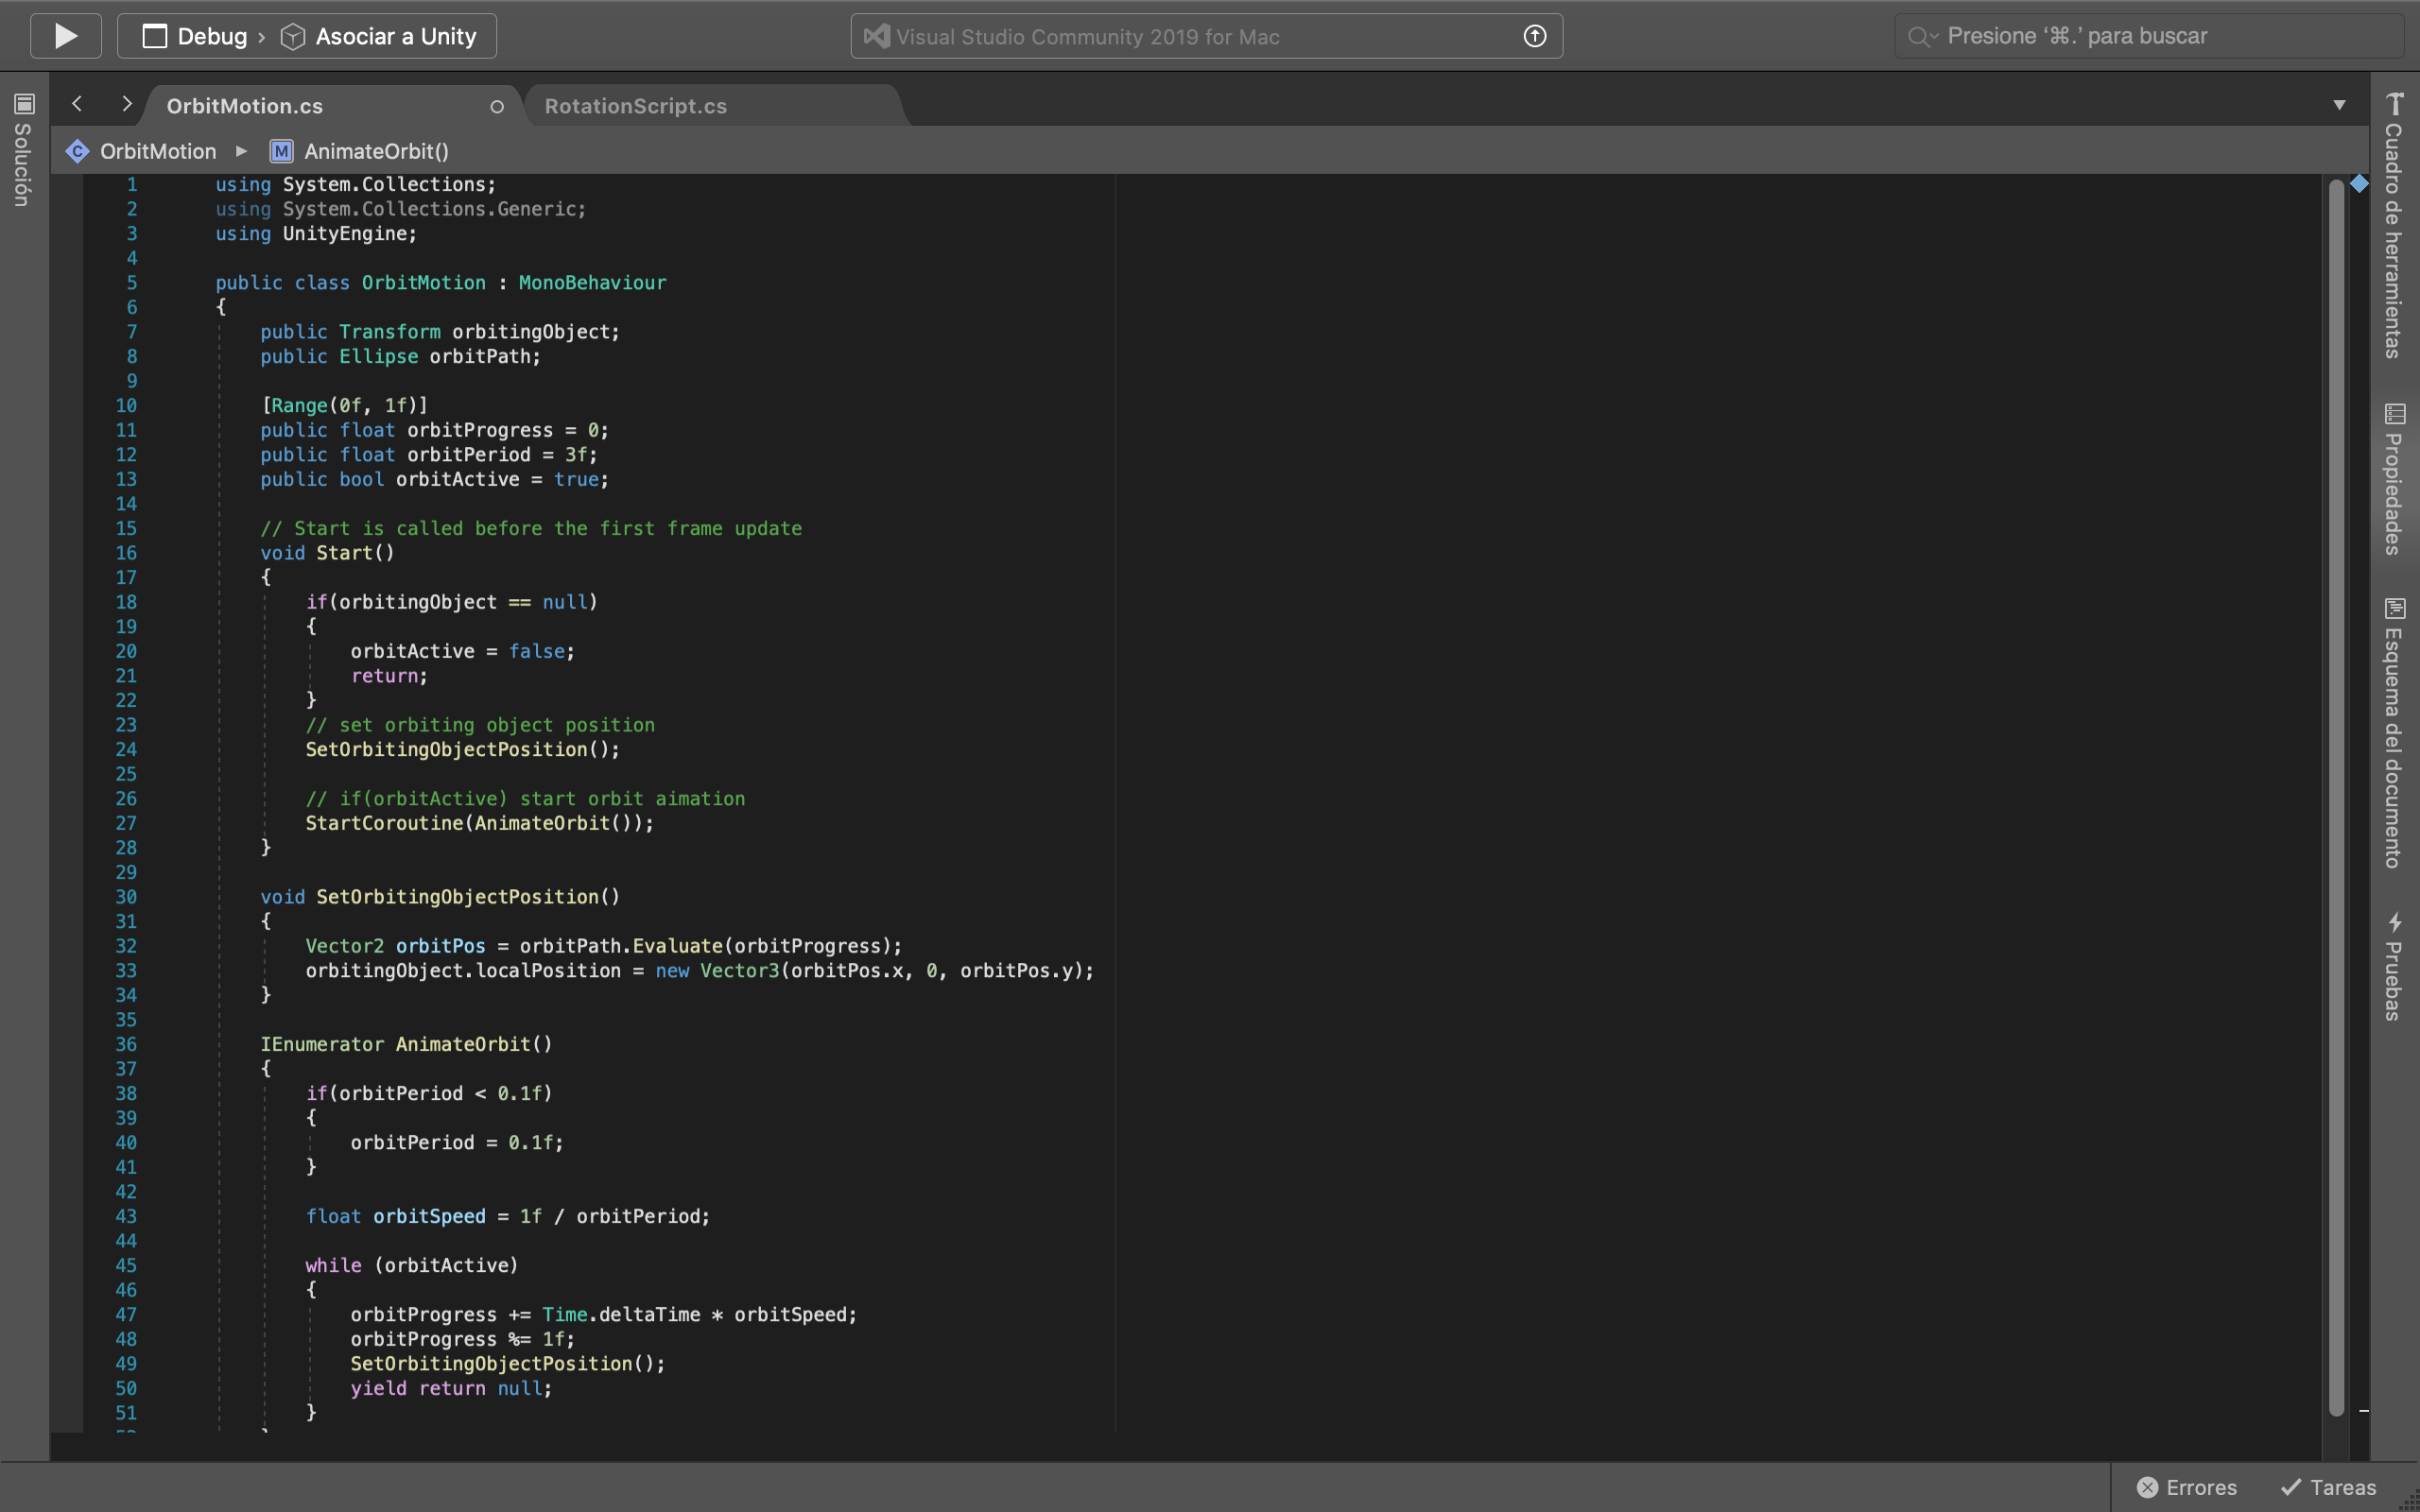 Debug › Asociar a Unity
Visual Studio Community 2019 for Mac
Presione ‘⌘.’ para buscar
Solución
OrbitMotion.cs
RotationScript.cs
OrbitMotion ▶ M AnimateOrbit()
1 using System.Collections;
2 using System.Collections.Generic;
3 using UnityEngine;
4
5 public class OrbitMotion : MonoBehaviour
6 {
7 public Transform orbitingObject;
8 public Ellipse orbitPath;
9
10 [Range(0f, 1f)]
11 public float orbitProgress = 0;
12 public float orbitPeriod = 3f;
13 public bool orbitActive = true;
14
15 // Start is called before the first frame update
16 void Start()
17 {
18 if(orbitingObject == null)
19 {
20 orbitActive = false;
21 return;
22 }
23 // set orbiting object position
24 SetOrbitingObjectPosition();
25
26 // if(orbitActive) start orbit aimation
27 StartCoroutine(AnimateOrbit());
28 }
29
30 void SetOrbitingObjectPosition()
31 {
32 Vector2 orbitPos = orbitPath.Evaluate(orbitProgress);
33 orbitingObject.localPosition = new Vector3(orbitPos.x, 0, orbitPos.y);
34 }
35
36 IEnumerator AnimateOrbit()
37 {
38 if(orbitPeriod < 0.1f)
39 {
40 orbitPeriod = 0.1f;
41 }
42
43 float orbitSpeed = 1f / orbitPeriod;
44
45 while (orbitActive)
46 {
47 orbitProgress += Time.deltaTime * orbitSpeed;
48 orbitProgress %= 1f;
49 SetOrbitingObjectPosition();
50 yield return null;
51 }
Cuadro de herramientas
Propiedades
Esquema del documento
Pruebas
Errores
Tareas